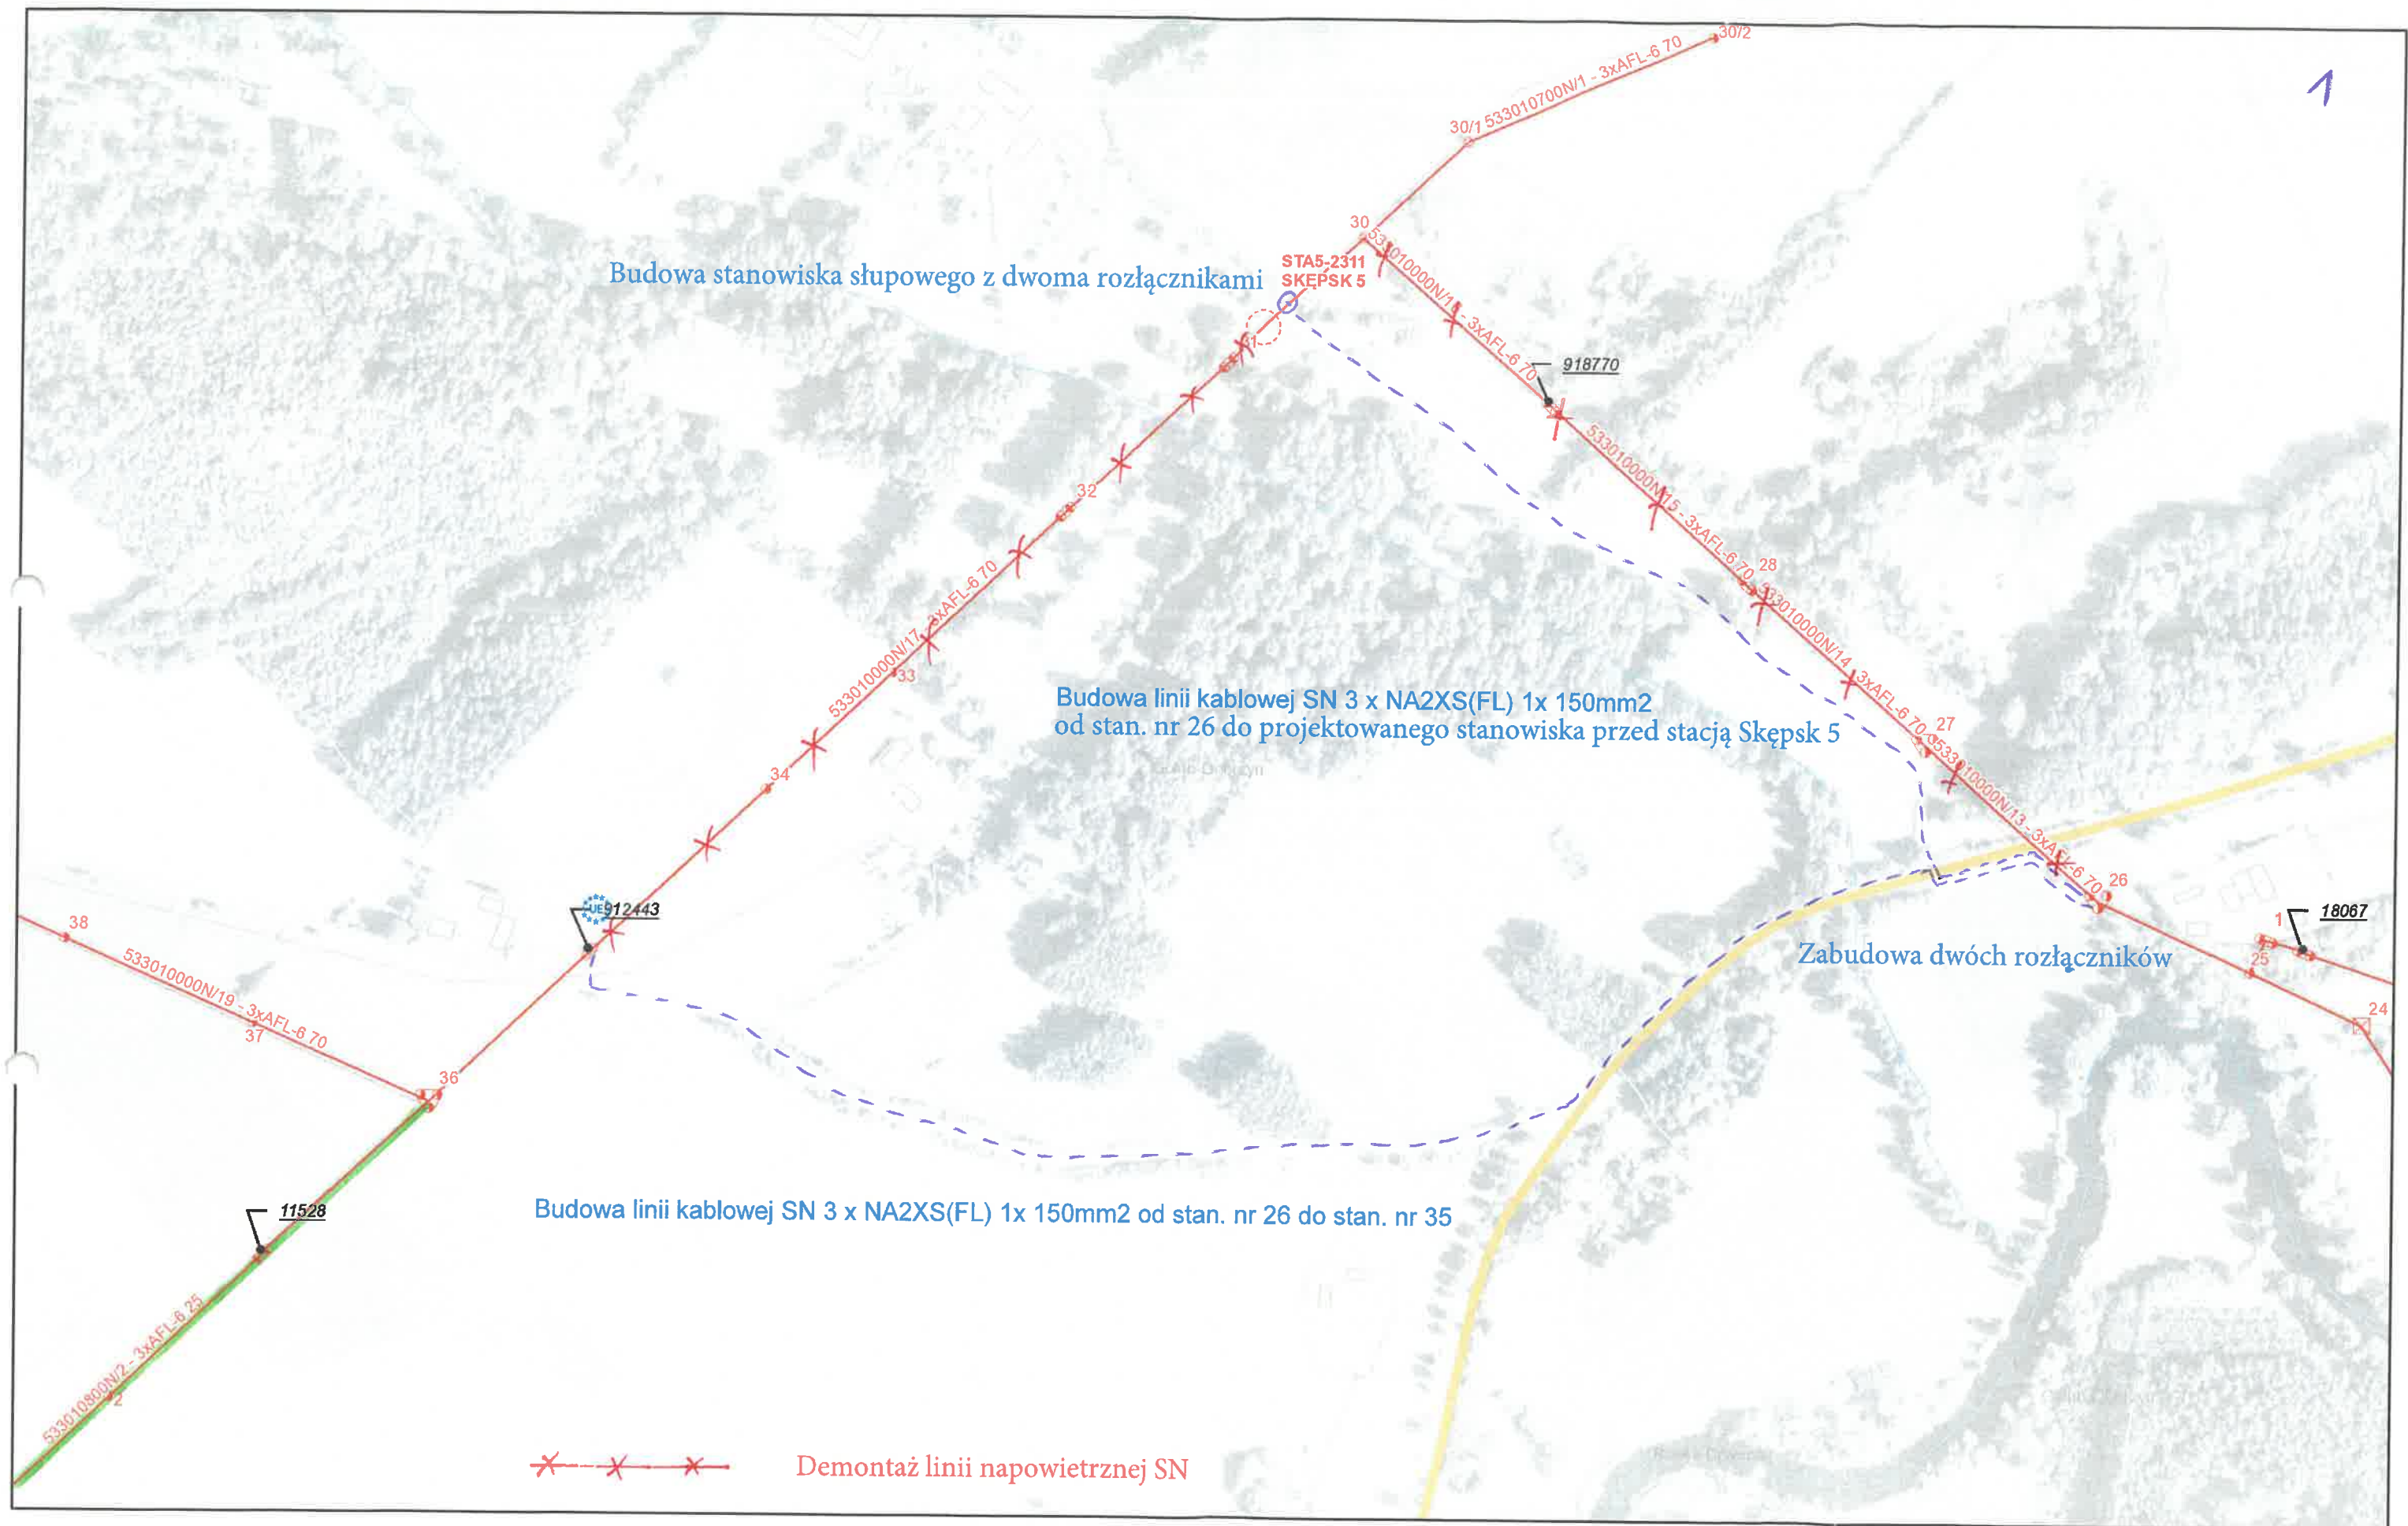 30/2
533010700N/1 - 3xAFL-6 70
30/1
1
30
STA5-2311
SKĘPSK 5
Budowa stanowiska słupowego z dwoma rozłącznikami
- 3xAFL-6 70
918770
533010000N/15 - 3xAFL-6 70
32
28
533010000N/14 - 3xAFL-6 70
533010000N/17 - 3xAFL-6 70
33
Budowa linii kablowej SN 3 x NA2XS(FL) 1x 150mm2
od stan. nr 26 do projektowanego stanowiska przed stacją Skępsk 5
27
533010000N/13 - 3xAFL-6 70
34
26
UE
912443
38
1
18067
533010000N/19 - 3xAFL-6 70
Zabudowa dwóch rozłączników
25
24
37
36
11528
Budowa linii kablowej SN 3 x NA2XS(FL) 1x 150mm2 od stan. nr 26 do stan. nr 35
533010800N/2 - 3xAFL-6 25
2
Demontaż linii napowietrznej SN